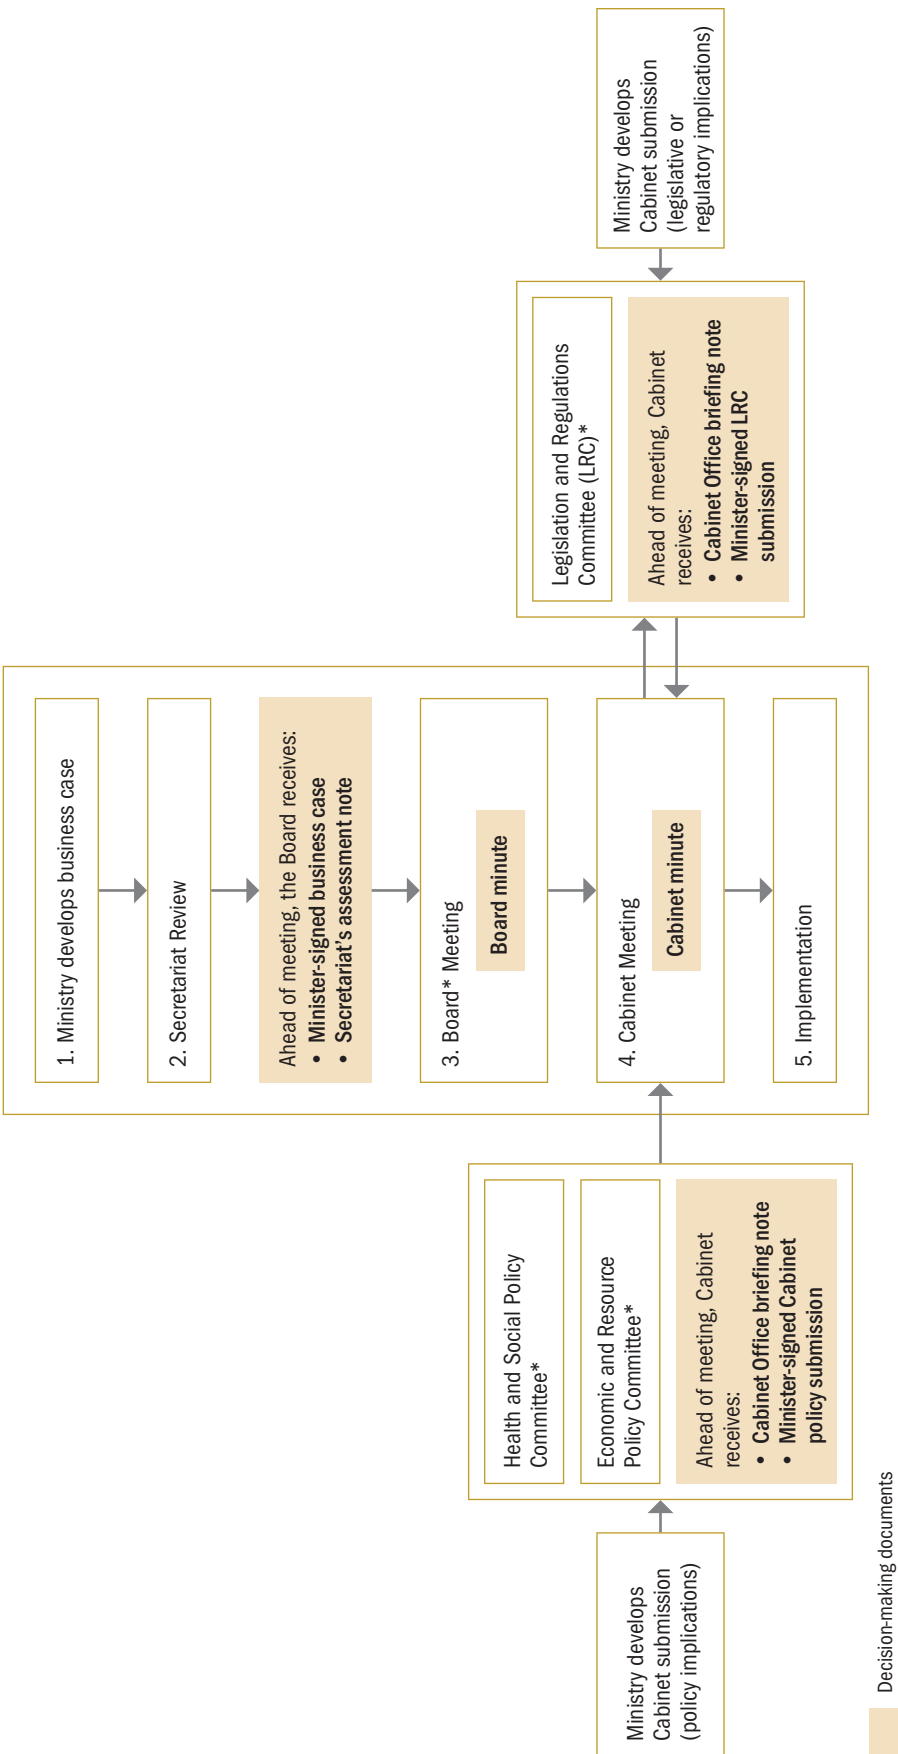 1. Ministry develops business case
2. Secretariat Review
Ahead of meeting, the Board receives:
• Minister-signed business case
• Secretariat's assessment note
3. Board* Meeting
Board minute
4. Cabinet Meeting
Cabinet minute
5. Implementation
Ministry develops
Cabinet submission
(policy implications)
Health and Social Policy
Committee*
Economic and Resource
Policy Committee*
Ahead of meeting, Cabinet
receives:
• Cabinet Office briefing note
• Minister-signed Cabinet
policy submission
Legislation and Regulations
Committee (LRC)*
Ahead of meeting, Cabinet
receives:
• Cabinet Office briefing note
• Minister-signed LRC
submission
Ministry develops
Cabinet submission
(legislative or
regulatory implications)
Decision-making documents